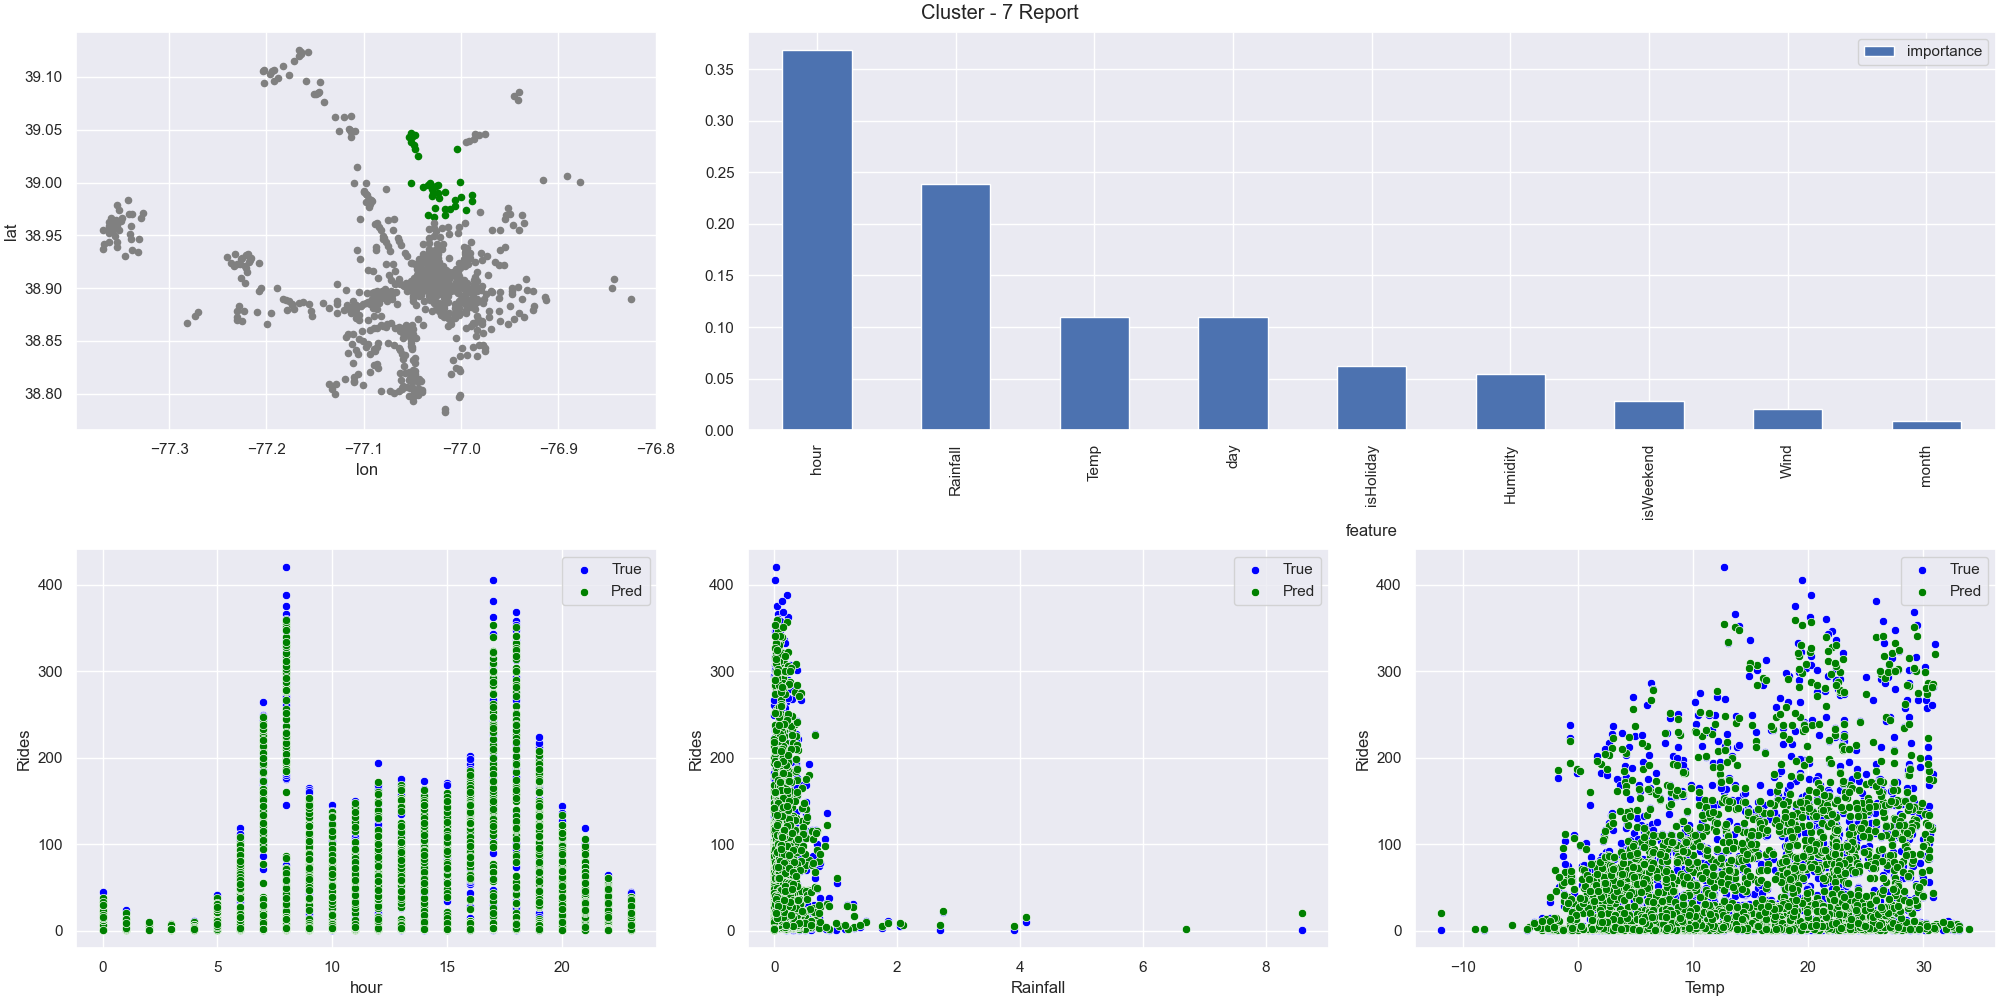 Cluster - 7 Report
39.10
39.05
39.00
38.95
38.90
38.85
38.80
lat
−77.3 −77.2 −77.1 −77.0 −76.9 −76.8
lon
importance
0.35
0.30
0.25
0.20
0.15
0.10
0.05
0.00
hour Rainfall Temp day isHoliday Humidity isWeekend Wind month
feature
True
Pred
400
300
200
100
0
Rides
0 5 10 15 20
hour
True
Pred
400
300
200
100
0
Rides
0 2 4 6 8
Rainfall
True
Pred
400
300
200
100
0
Rides
−10 0 10 20 30
Temp